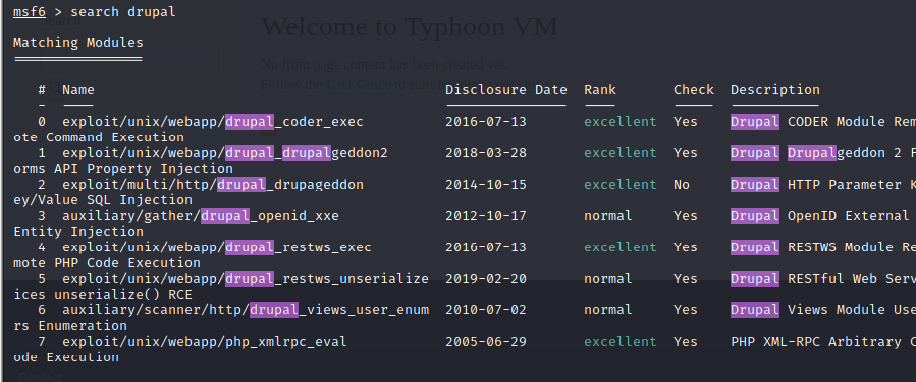 msf6 > search drupal
Matching Modules
================
# Name Disclosure Date Rank Check Description
- ---- --------------- ---- ----- -----------
0 exploit/unix/webapp/drupal_coder_exec 2016-07-13 excellent Yes Drupal CODER Module Rem
ote Command Execution
1 exploit/unix/webapp/drupal_drupalgeddon2 2018-03-28 excellent Yes Drupal Drupalgeddon 2 F
orms API Property Injection
2 exploit/multi/http/drupal_drupageddon 2014-10-15 excellent No Drupal HTTP Parameter K
ey/Value SQL Injection
3 auxiliary/gather/drupal_openid_xxe 2012-10-17 normal Yes Drupal OpenID External
Entity Injection
4 exploit/unix/webapp/drupal_restws_exec 2016-07-13 excellent Yes Drupal RESTWS Module Re
mote PHP Code Execution
5 exploit/unix/webapp/drupal_restws_unserialize 2019-02-20 normal Yes Drupal RESTful Web Serv
ices unserialize() RCE
6 auxiliary/scanner/http/drupal_views_user_enum 2010-07-02 normal Yes Drupal Views Module Use
rs Enumeration
7 exploit/unix/webapp/php_xmlrpc_eval 2005-06-29 excellent Yes PHP XML-RPC Arbitrary C
ode Execution
Welcome to Typhoon VM
No front page content has been created yet.
Follow the User Guide to start